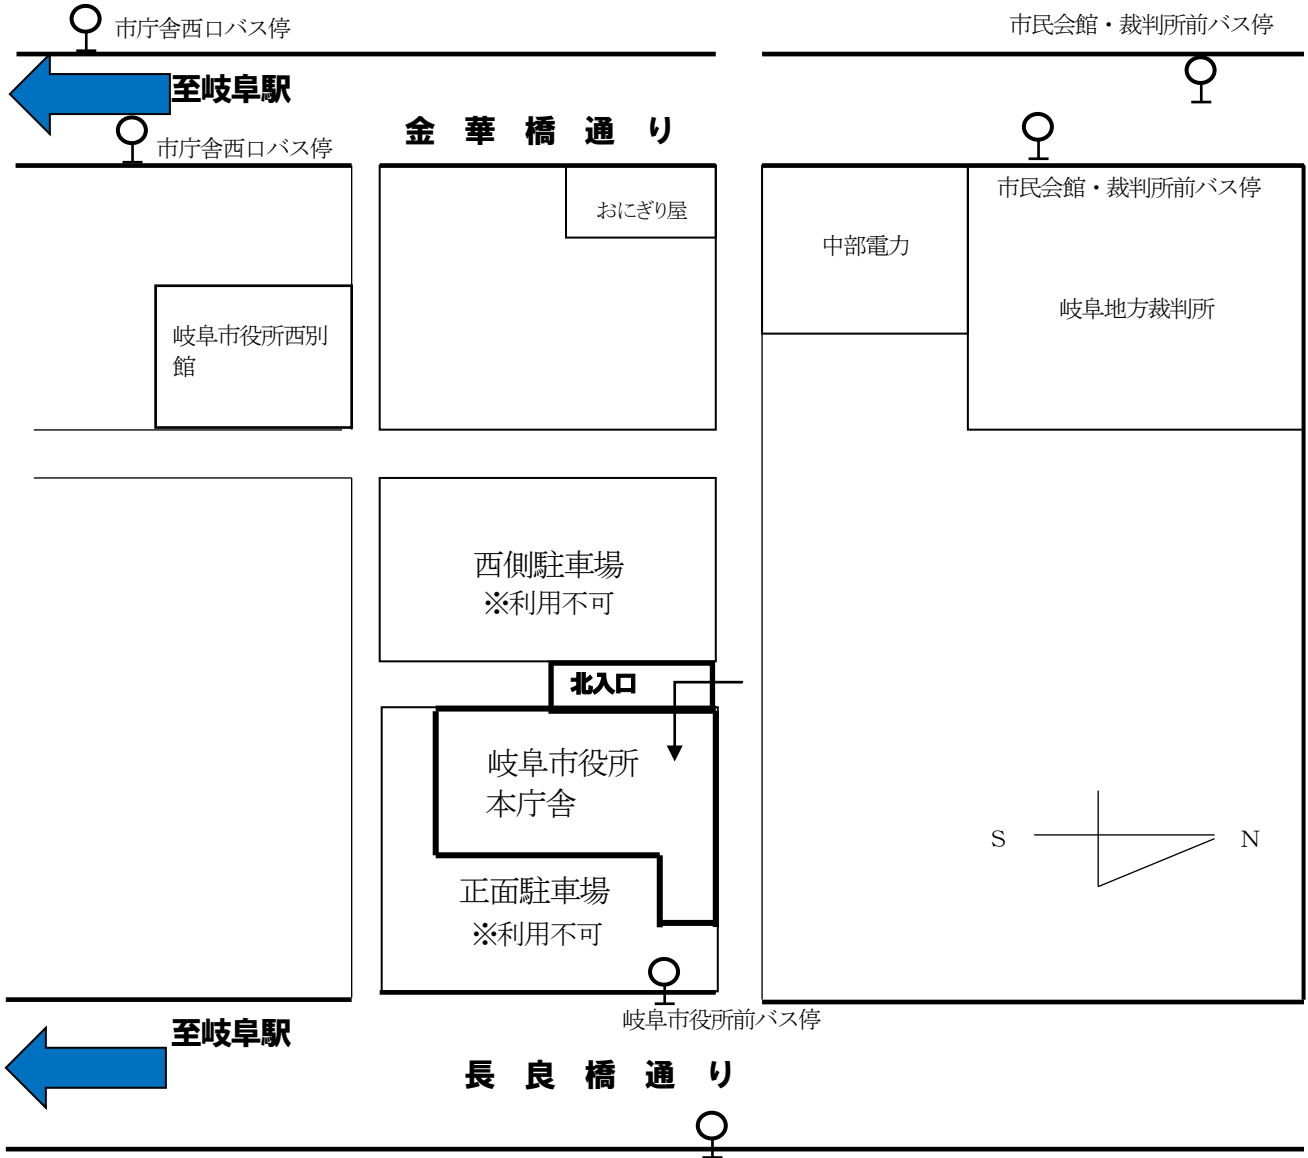 市庁舎西口バス停
市民会館・裁判所前バス停
至岐阜駅
金華橋通り
市庁舎西口バス停
市民会館・裁判所前バス停
おにぎり屋
中部電力
岐阜地方裁判所
岐阜市役所西別
館
西側駐車場
※利用不可
北入口
岐阜市役所
本庁舎
S
N
正面駐車場
※利用不可
岐阜市役所前バス停
至岐阜駅
長良橋通り